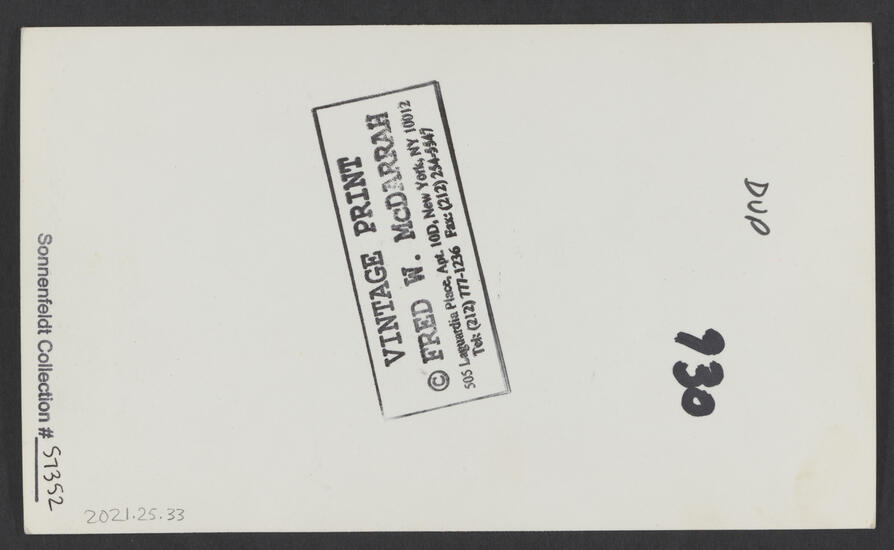 VINTAGE PRINT
© FRED W. McDARRAH
505 Laguardia Place, Apt. 10D, New York, NY 10012
Tel: (212) 777-1236 Fax: (212) 254-5547
DUP
930
Sonnenfeldt Collection # S7352
2021.25.33